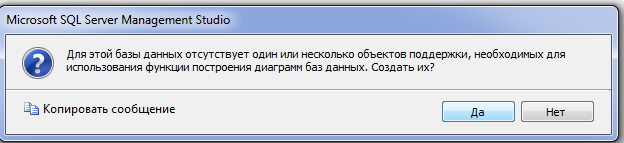 Microsoft SQL Server Management Studio
Для этой базы данных отсутствует один или несколько объектов поддержки, необходимых для
использования функции построения диаграмм баз данных. Создать их?
Копировать сообщение
Да
Нет